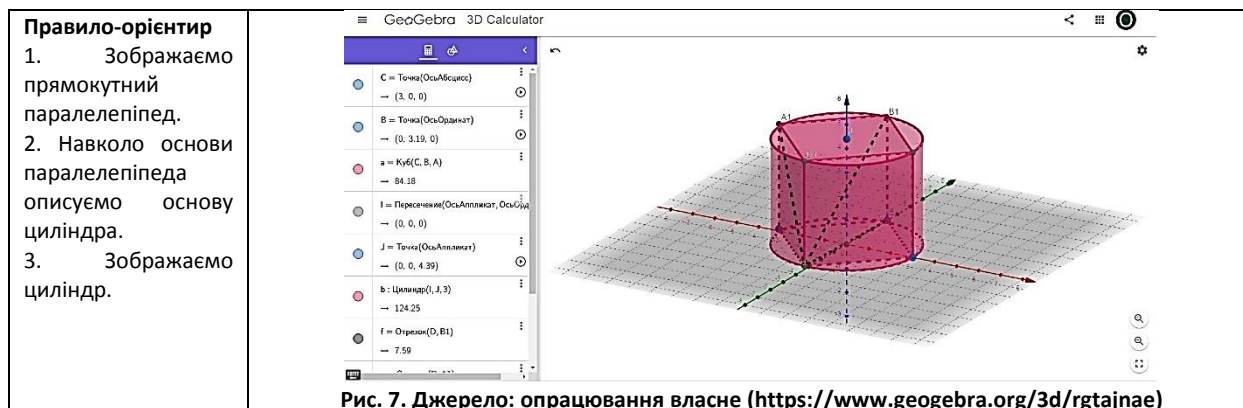 Правило-орієнтир
1. Зображаємо
прямокутний
паралелепіпед.
2. Навколо основи
паралелепіпеда
описуємо основу
циліндра.
3. Зображаємо
циліндр.
GeoGebra 3D Calculator
C = Точка(ОсьАбсцисс)
→ (3, 0, 0)
B = Точка(ОсьОрдинат)
→ (0, 3.19, 0)
a = Куб(C, B, A)
→ 84.18
I = Пересечение(ОсьАппликат, ОсьОрд
→ (0, 0, 0)
J = Точка(ОсьАппликат)
→ (0, 0, 4.39)
b : Цилиндр(I, J, 3)
→ 124.25
f = Отрезок(D, B1)
→ 7.59
A1
B1
6
Рис. 7. Джерело: опрацювання власне (https://www.geogebra.org/3d/rgtajnae)